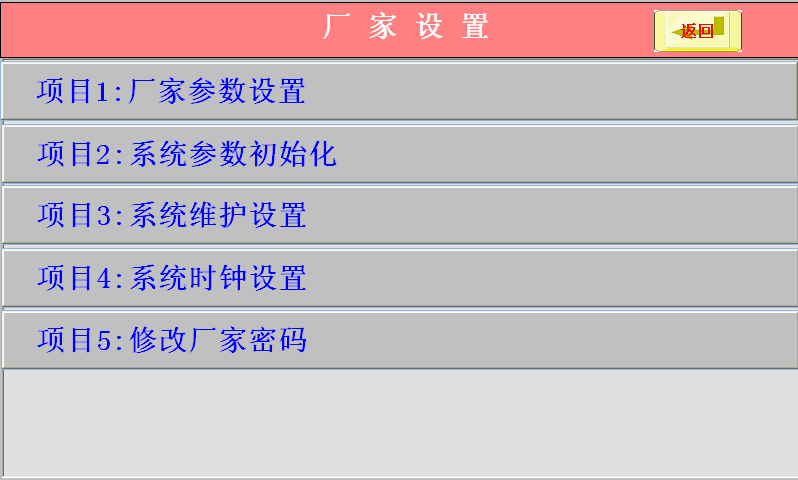 厂家设置
返回
项目1:厂家参数设置
项目2:系统参数初始化
项目3:系统维护设置
项目4:系统时钟设置
项目5:修改厂家密码